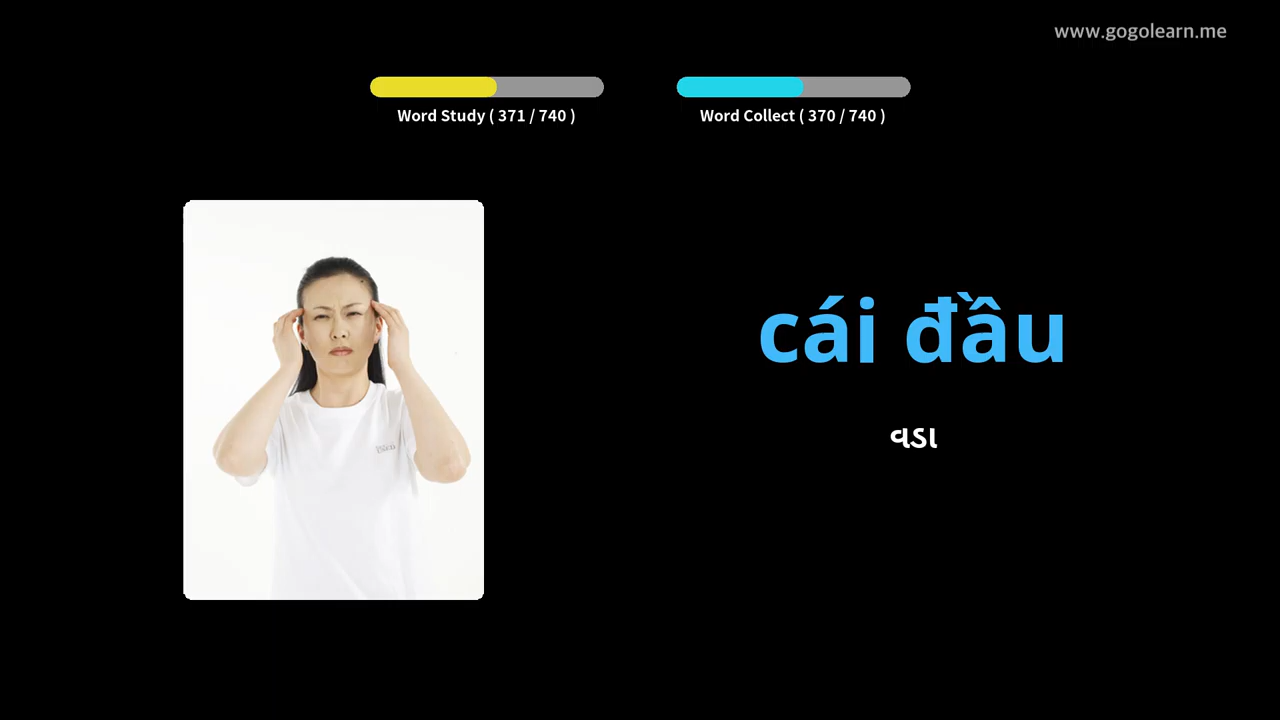 www.gogolearn.me
Word Study ( 371 / 740 )
Word Collect ( 370 / 740 )
cái đầu
વડા